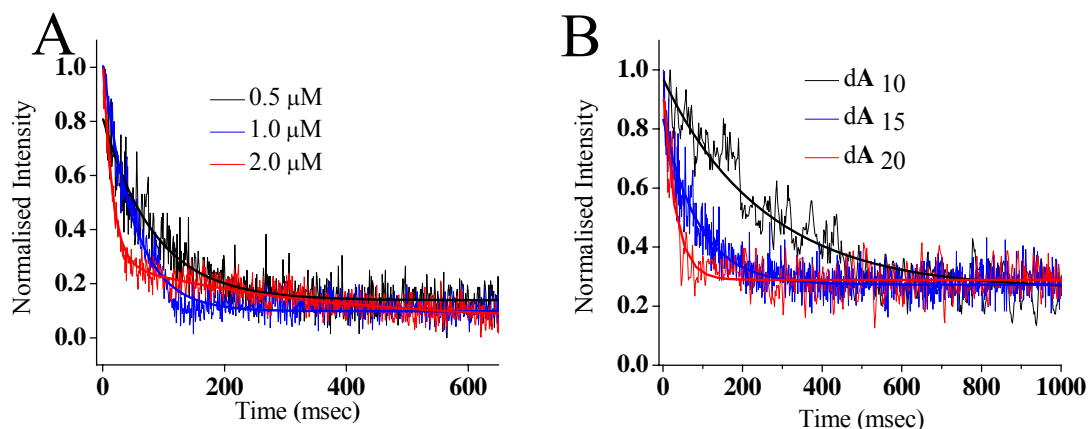 A
1.0
0.8
0.6
0.4
0.2
0.0
Normalised Intensity
0.5 μM
1.0 μM
2.0 μM
0
200
400
600
Time (msec)
B
1.0
0.8
0.6
0.4
0.2
0.0
Normalised Intensity
dA 10
dA 15
dA 20
0
200
400
600
800
1000
Time (msec)